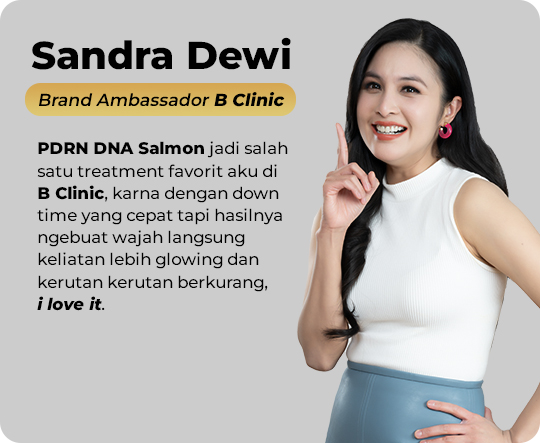 Sandra Dewi
Brand Ambassador B Clinic
PDRN DNA Salmon jadi salah
satu treatment favorit aku di
B Clinic, karna dengan down
time yang cepat tapi hasilnya
ngebuat wajah langsung
keliatan lebih glowing dan
kerutan kerutan berkurang,
i love it.